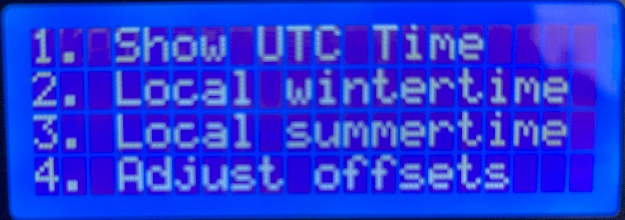 1. Show UTC Time
2. Local wintertime
3. Local summertime
4. Adjust offsets